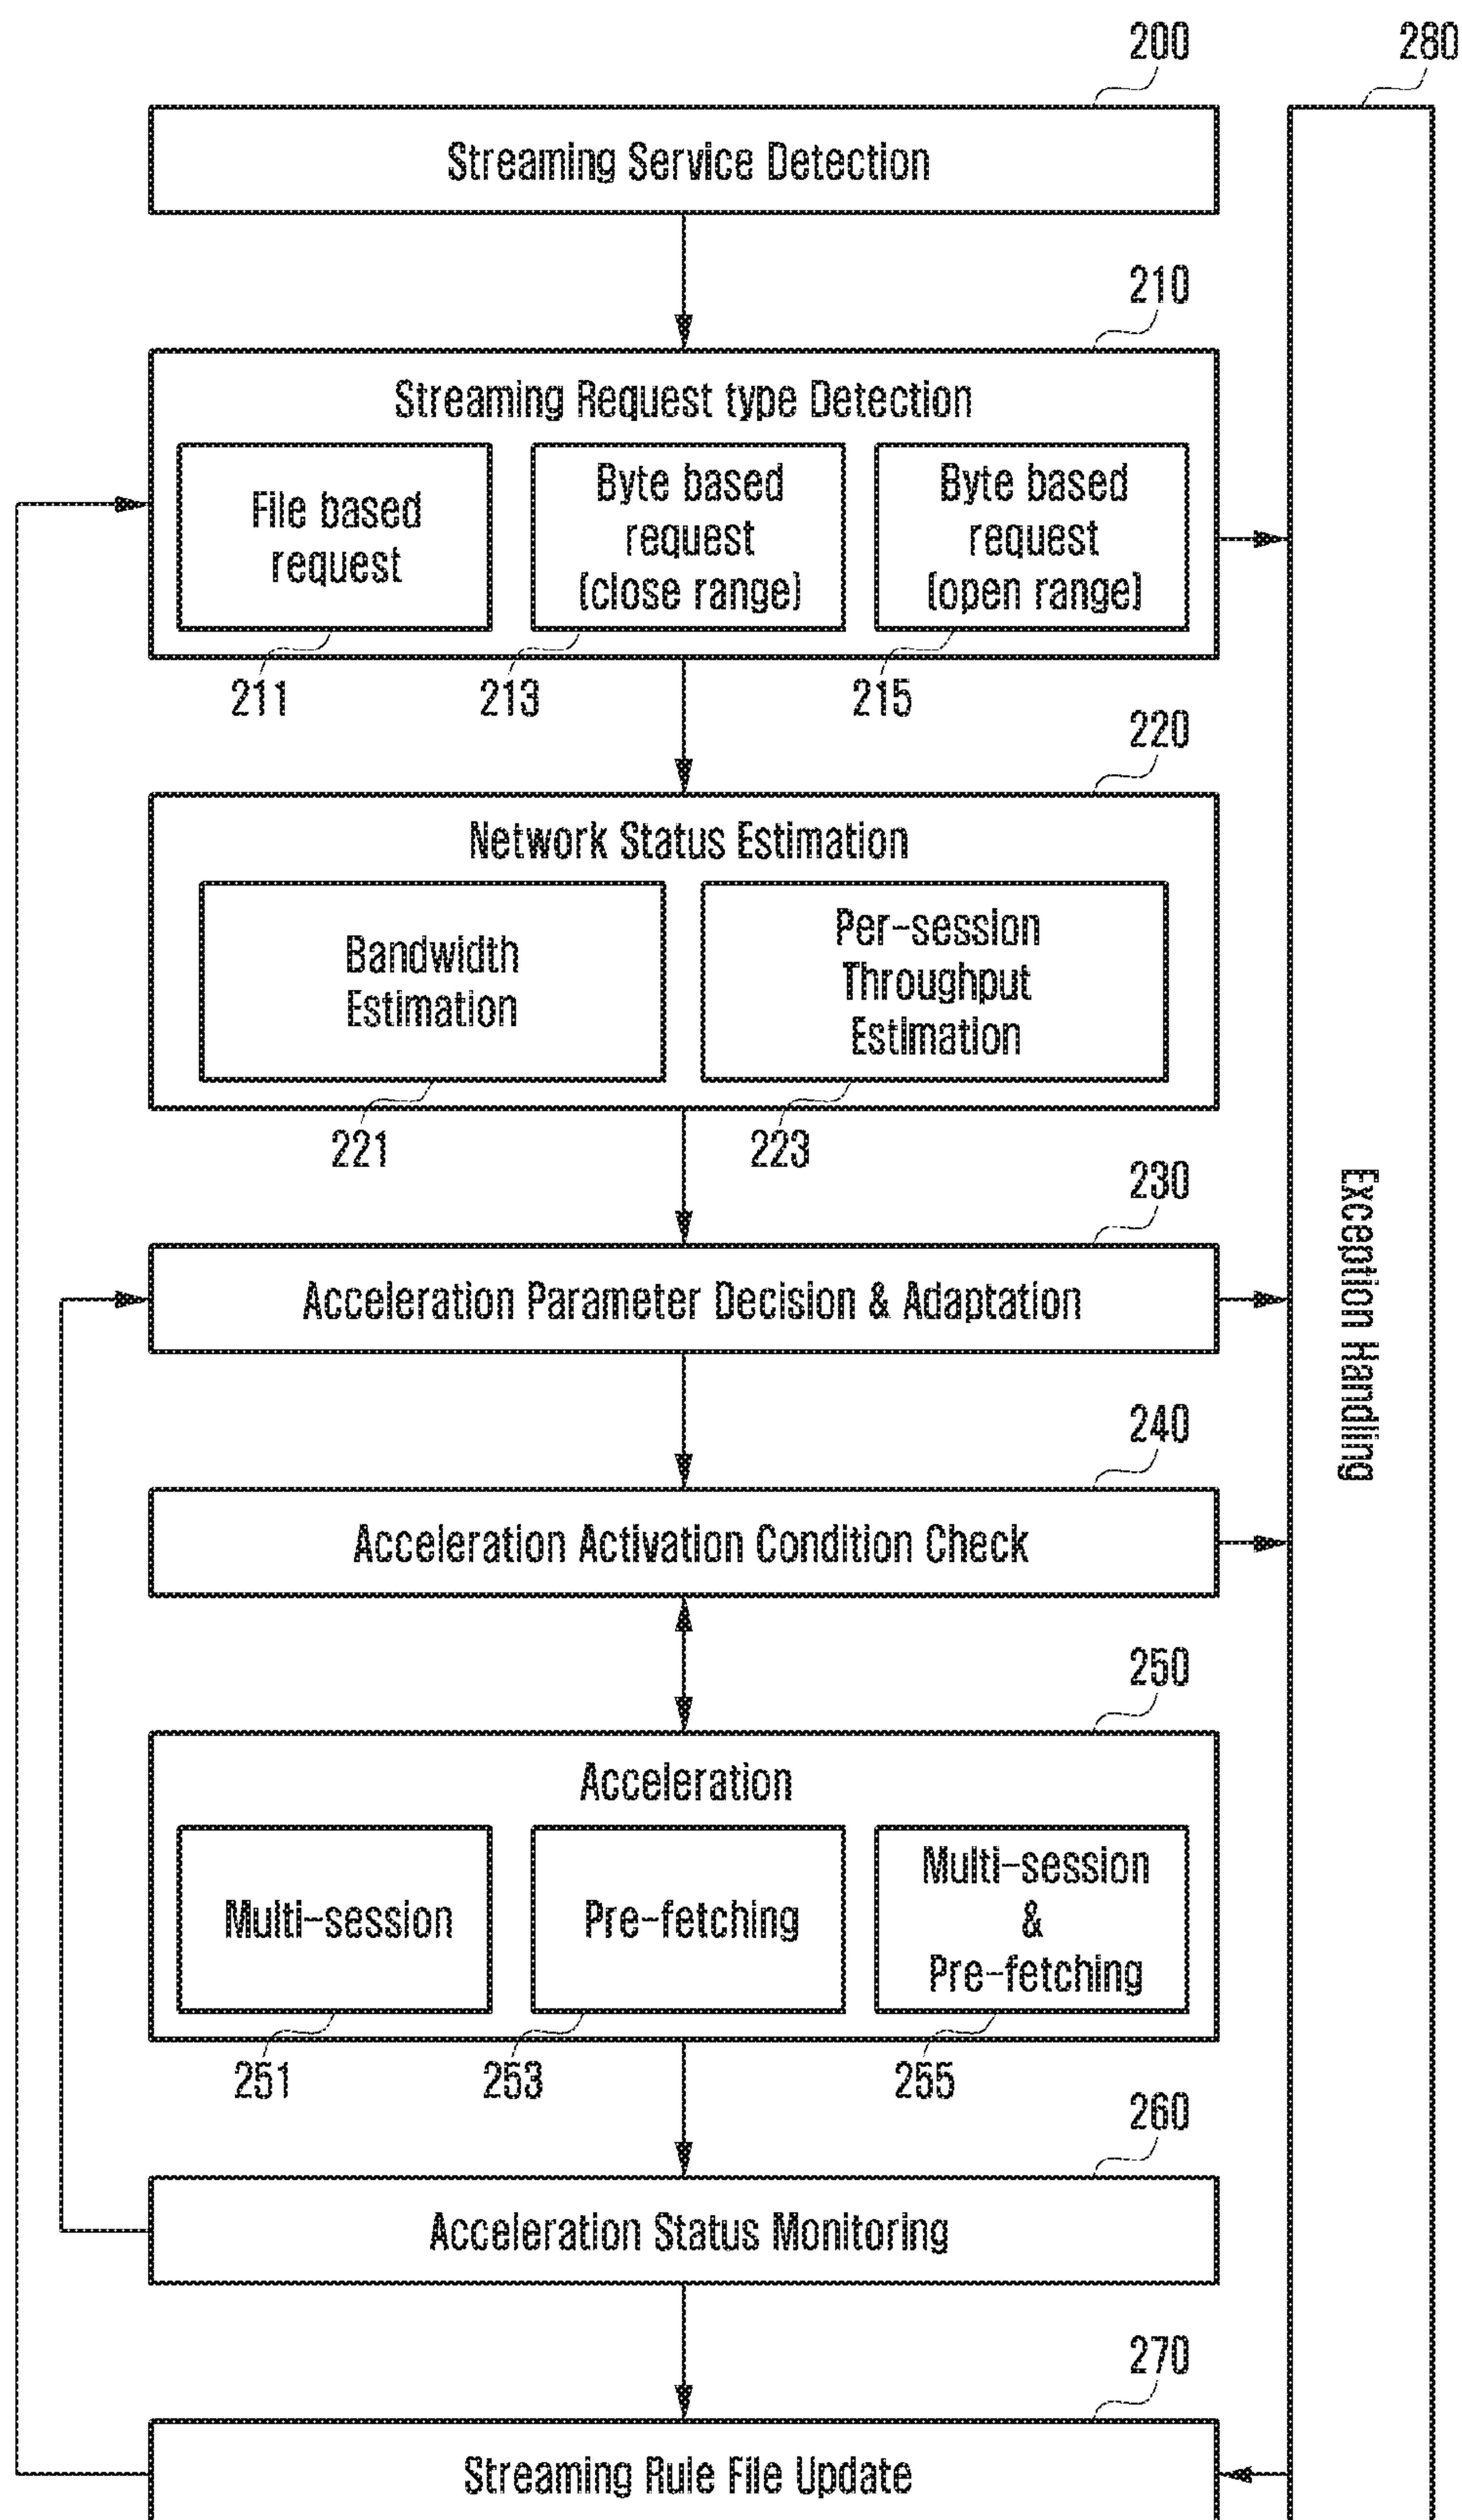 200
280
Streaming Service Detection
210
Streaming Request type Detection
File based
request
Byte based
request
(close range)
Byte based
request
(open range)
211
213
215
220
Network Status Estimation
Bandwidth
Estimation
Per-session
Throughput
Estimation
221
223
230
Acceleration Parameter Decision & Adaptation
Exception Handling
240
Acceleration Activation Condition Check
250
Acceleration
Multi-session
Pre-fetching
Multi-session
&
Pre-fetching
251
253
255
260
Acceleration Status Monitoring
270
Streaming Rule File Update